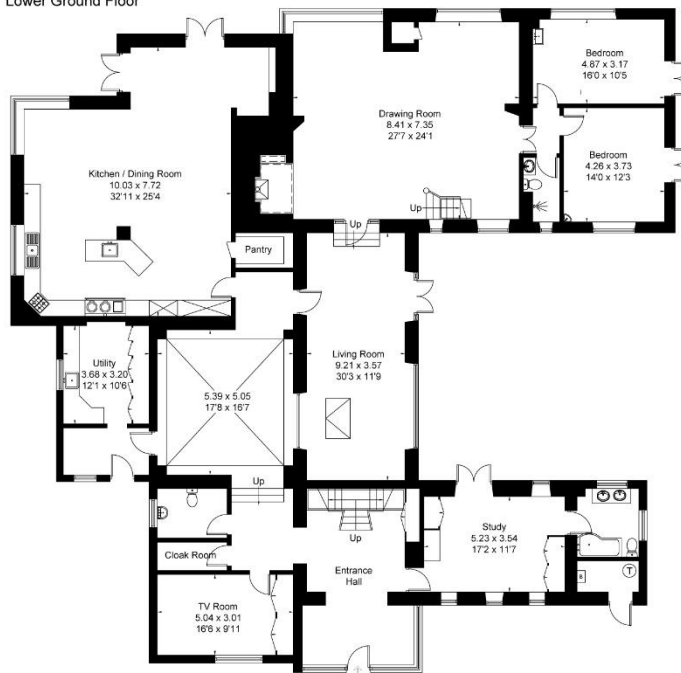 Lower Ground Floor
Bedroom
4.87 x 3.17
16'0 x 10'5
Drawing Room
8.41 x 7.35
27'7 x 24'1
Bedroom
4.26 x 3.73
14'0 x 12'3
Kitchen / Dining Room
10.03 x 7.72
32'11 x 25'4
Up
Up
Pantry
Utility
3.68 x 3.20
12'1 x 10'6
Living Room
9.21 x 3.57
30'3 x 11'9
5.39 x 5.05
17'8 x 16'7
Up
Up
Study
5.23 x 3.54
17'2 x 11'7
Cloak Room
Entrance
Hall
B
T
TV Room
5.04 x 3.01
16'6 x 9'11